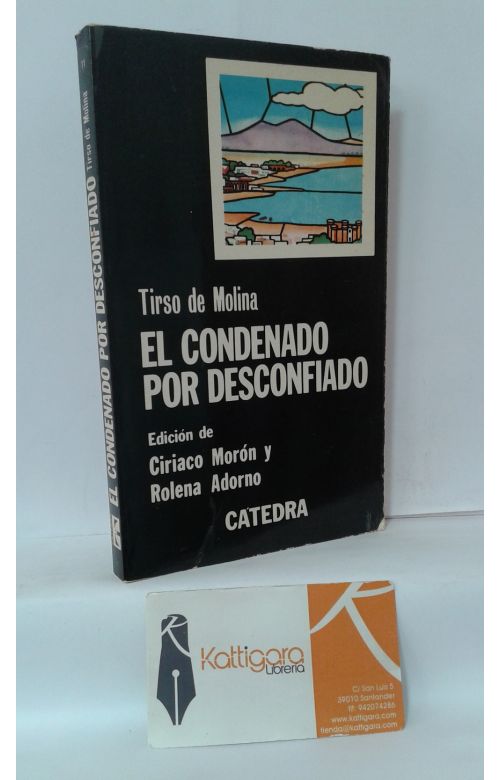 Tirso de Molina
EL CONDENADO POR DESCONFIADO
Tirso de Molina
EL CONDENADO
POR DESCONFIADO
Edición de
Ciriaco Morón y
Rolena Adorno
CATEDRA
Kattigara
Librería
C/ San Luis 5
39010 Santander
tlf: 942074286
www.kattigara.com
tienda@kattigara.com